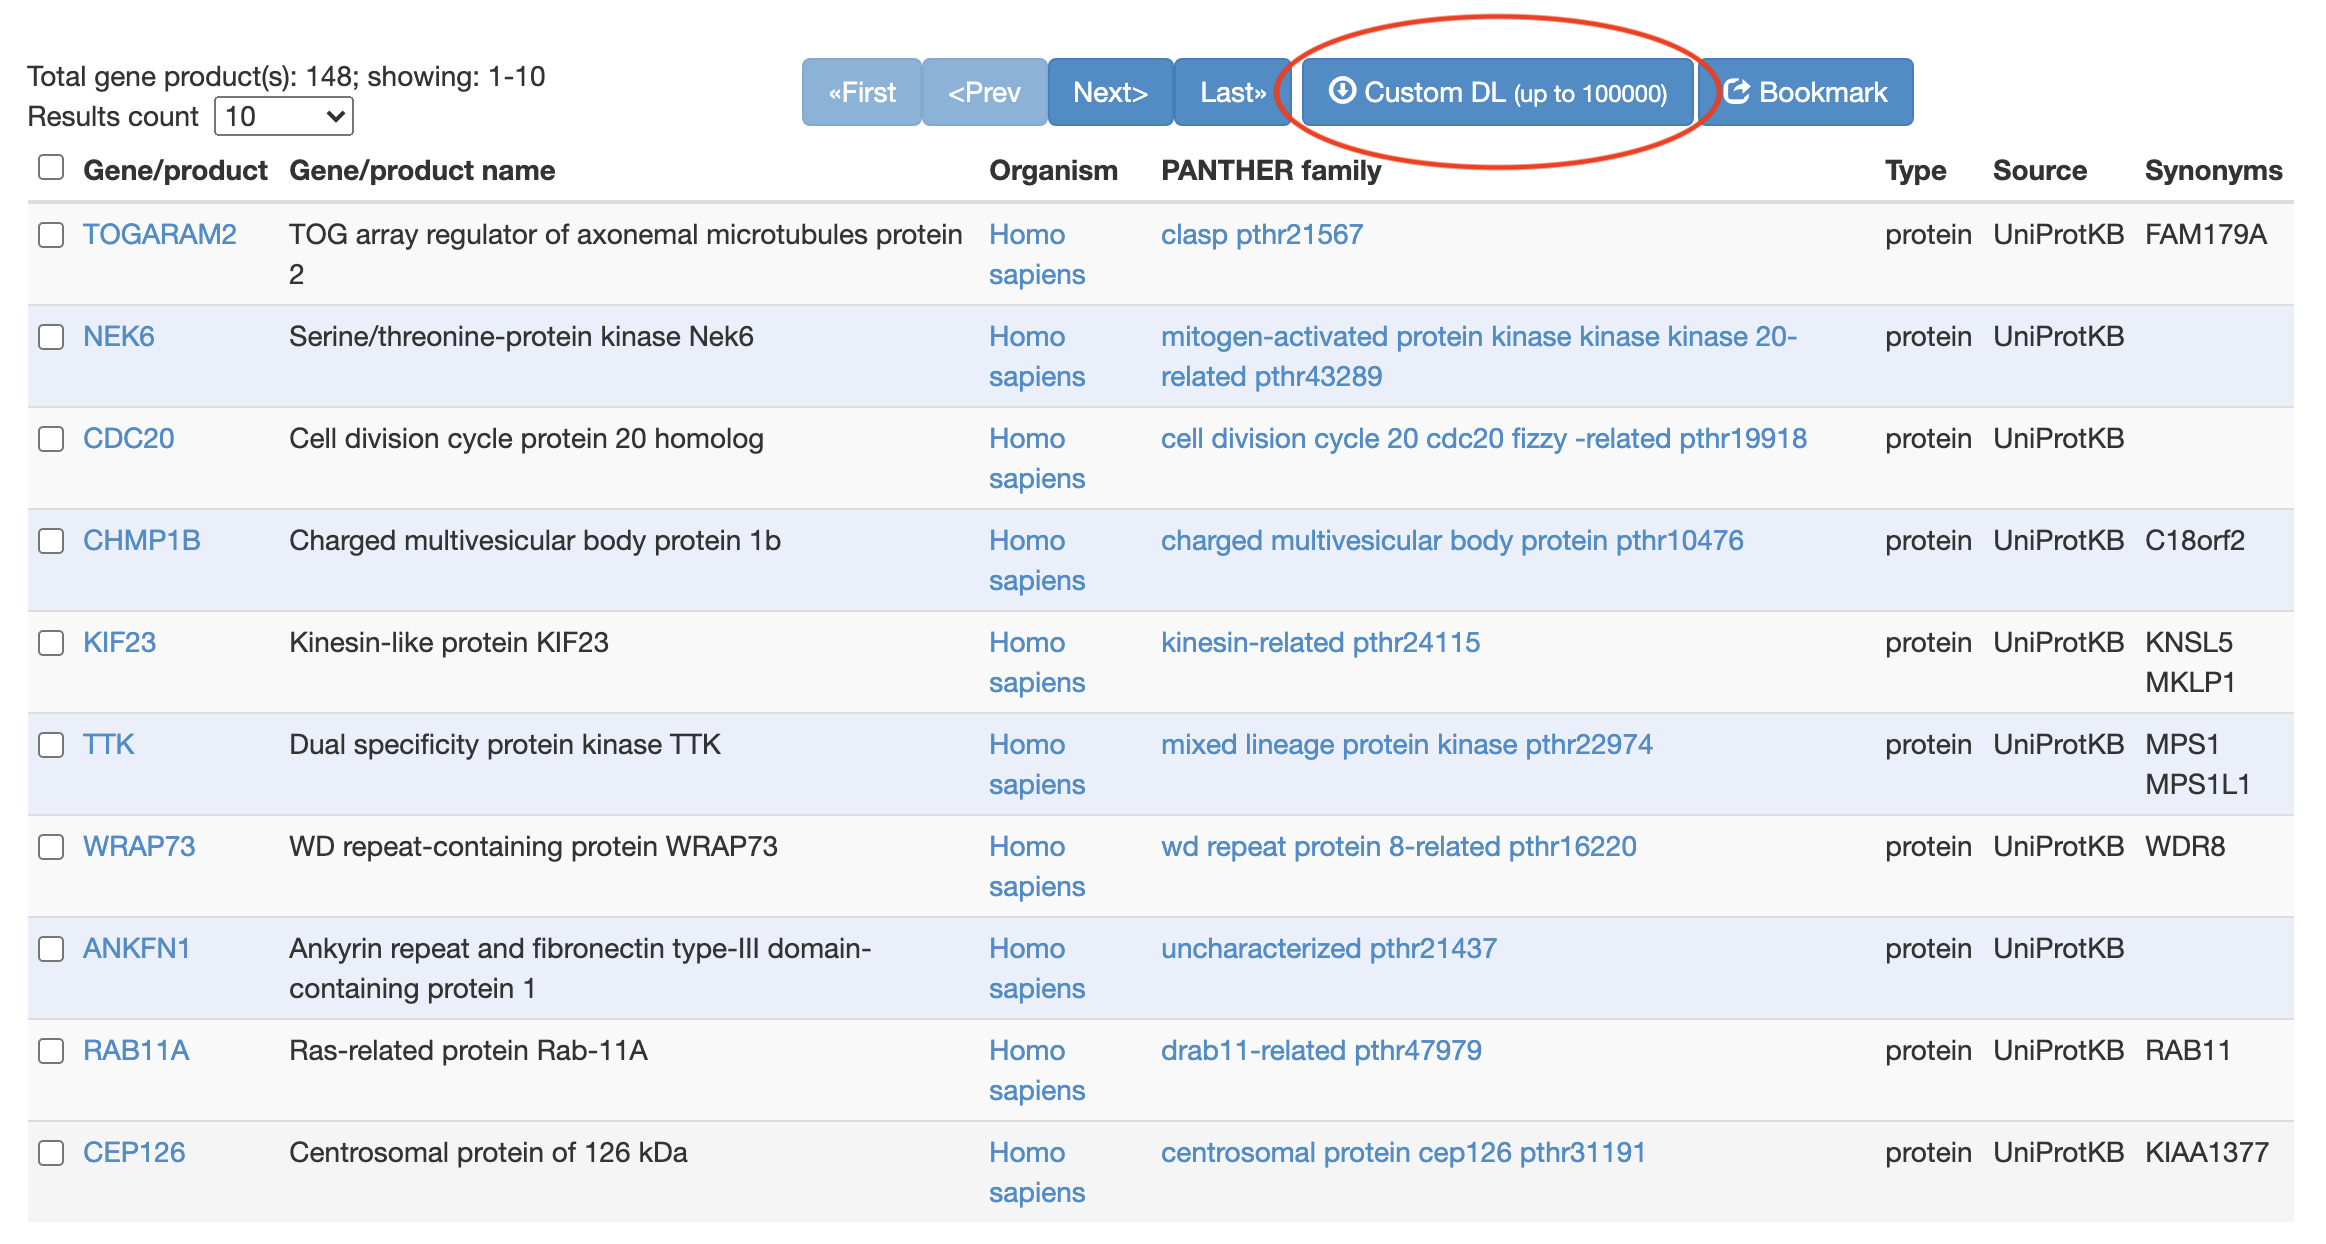 Total gene product(s): 148; showing: 1-10
Results count 10
«First <Prev Next> Last» Custom DL (up to 100000) Bookmark
Gene/product Gene/product name Organism PANTHER family Type Source Synonyms
TOGARAM2 TOG array regulator of axonemal microtubules protein Homo clasp pthr21567 protein UniProtKB FAM179A
2 sapiens
NEK6 Serine/threonine-protein kinase Nek6 Homo mitogen-activated protein kinase kinase kinase 20- protein UniProtKB
sapiens related pthr43289
CDC20 Cell division cycle protein 20 homolog Homo cell division cycle 20 cdc20 fizzy -related pthr19918 protein UniProtKB
sapiens
CHMP1B Charged multivesicular body protein 1b Homo charged multivesicular body protein pthr10476 protein UniProtKB C18orf2
sapiens
KIF23 Kinesin-like protein KIF23 Homo kinesin-related pthr24115 protein UniProtKB KNSL5
sapiens MKLP1
TTK Dual specificity protein kinase TTK Homo mixed lineage protein kinase pthr22974 protein UniProtKB MPS1
sapiens MPS1L1
WRAP73 WD repeat-containing protein WRAP73 Homo wd repeat protein 8-related pthr16220 protein UniProtKB WDR8
sapiens
ANKFN1 Ankyrin repeat and fibronectin type-III domain- Homo uncharacterized pthr21437 protein UniProtKB
containing protein 1 sapiens
RAB11A Ras-related protein Rab-11A Homo drab11-related pthr47979 protein UniProtKB RAB11
sapiens
CEP126 Centrosomal protein of 126 kDa Homo centrosomal protein cep126 pthr31191 protein UniProtKB KIAA1377
sapiens